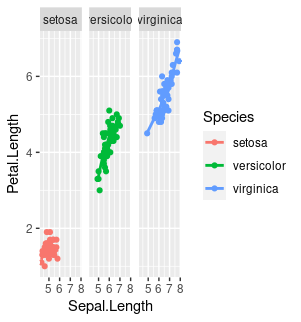 setosa
versicolo
virginica
Petal.Length
6
4
2
5 6 7 8
5 6 7 8
5 6 7 8
Sepal.Length
Species
setosa
versicolor
virginica